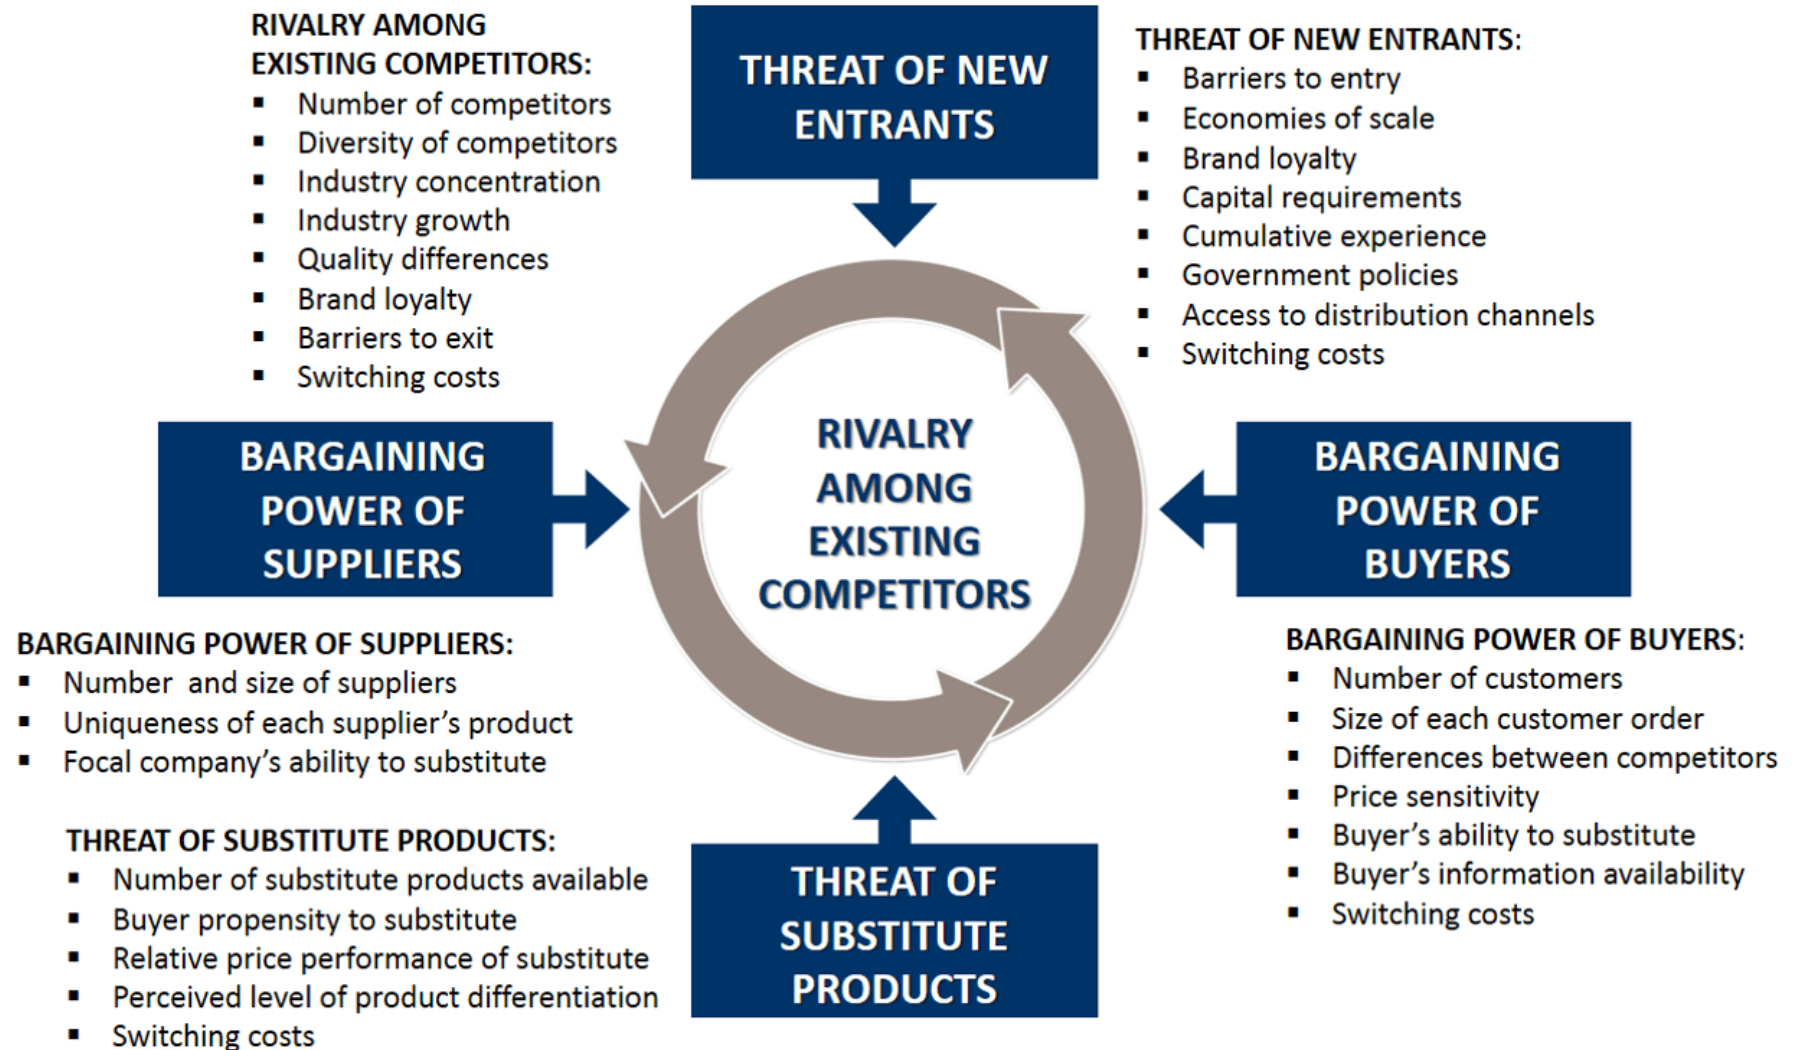 RIVALRY AMONG
EXISTING COMPETITORS:
▪ Number of competitors
▪ Diversity of competitors
▪ Industry concentration
▪ Industry growth
▪ Quality differences
▪ Brand loyalty
▪ Barriers to exit
▪ Switching costs
THREAT OF NEW
ENTRANTS
THREAT OF NEW ENTRANTS:
▪ Barriers to entry
▪ Economies of scale
▪ Brand loyalty
▪ Capital requirements
▪ Cumulative experience
▪ Government policies
▪ Access to distribution channels
▪ Switching costs
BARGAINING
POWER OF
SUPPLIERS
RIVALRY
AMONG
EXISTING
COMPETITORS
BARGAINING
POWER OF
BUYERS
BARGAINING POWER OF SUPPLIERS:
▪ Number and size of suppliers
▪ Uniqueness of each supplier’s product
▪ Focal company’s ability to substitute
BARGAINING POWER OF BUYERS:
▪ Number of customers
▪ Size of each customer order
▪ Differences between competitors
▪ Price sensitivity
▪ Buyer’s ability to substitute
▪ Buyer’s information availability
▪ Switching costs
THREAT OF SUBSTITUTE PRODUCTS:
▪ Number of substitute products available
▪ Buyer propensity to substitute
▪ Relative price performance of substitute
▪ Perceived level of product differentiation
▪ Switching costs
THREAT OF
SUBSTITUTE
PRODUCTS